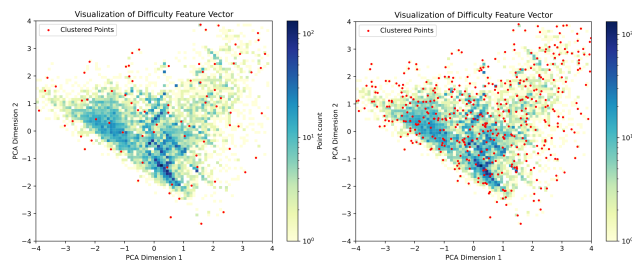 Visualization of Difficulty Feature Vector
Clustered Points
4
3
2
1
0
−1
−2
−3
−4
PCA Dimension 2
−4 −3 −2 −1 0 1 2 3 4
PCA Dimension 1
10²
10¹
10⁰
Point count
Visualization of Difficulty Feature Vector
Clustered Points
4
3
2
1
0
−1
−2
−3
−4
PCA Dimension 2
−4 −3 −2 −1 0 1 2 3 4
PCA Dimension 1
10²
10¹
10⁰